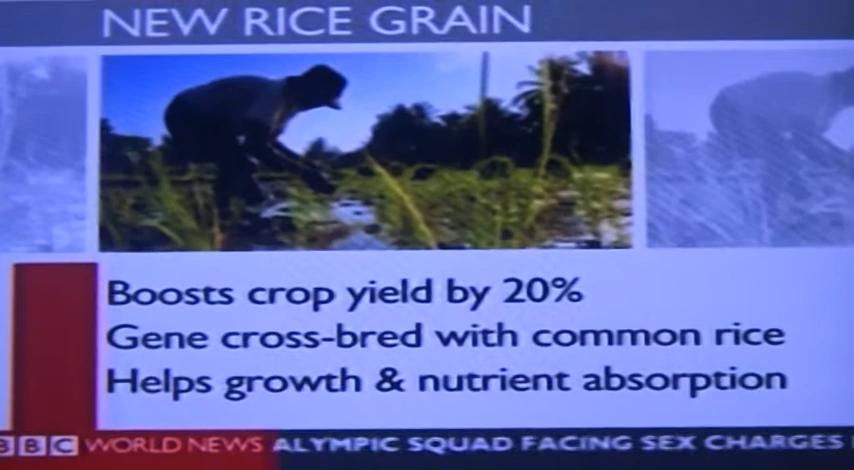 NEW RICE GRAIN
Boosts crop yield by 20%
Gene cross-bred with common rice
Helps growth & nutrient absorption
BBC WORLD NEWS ALYMPIC SQUAD FACING SEX CHARGES